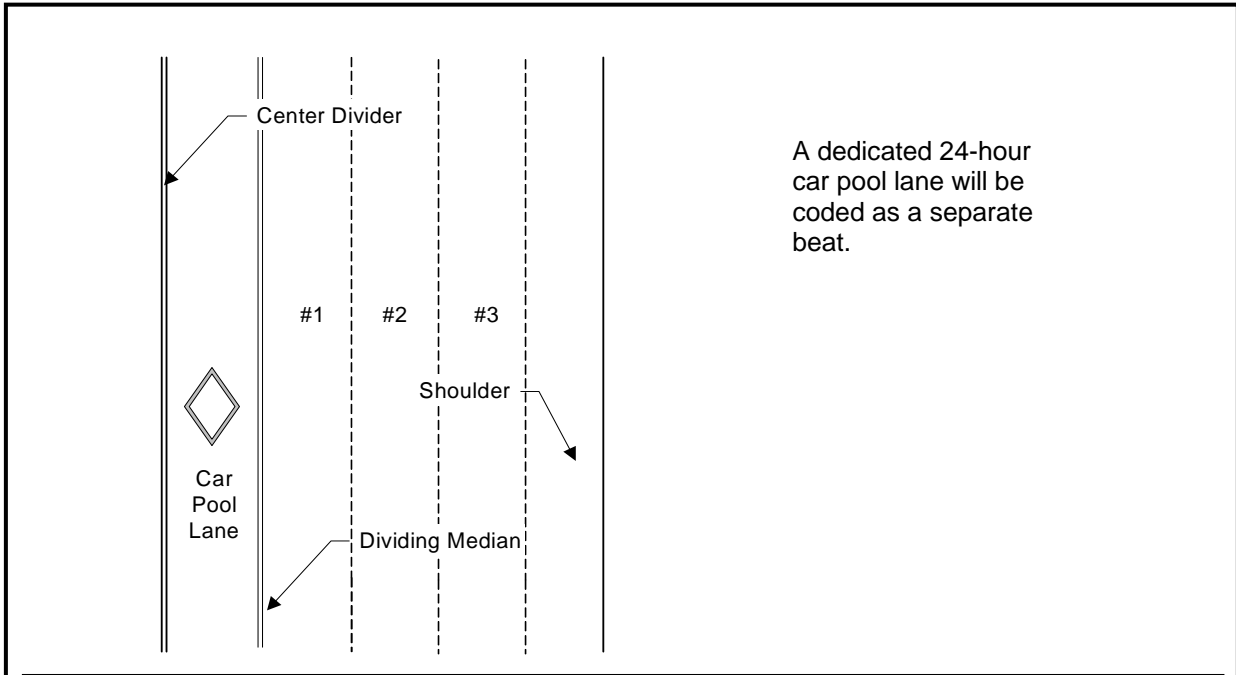 Center Divider
A dedicated 24-hour
car pool lane will be
coded as a separate
beat.
#1 #2 #3
Shoulder
Car
Pool
Lane
Dividing Median